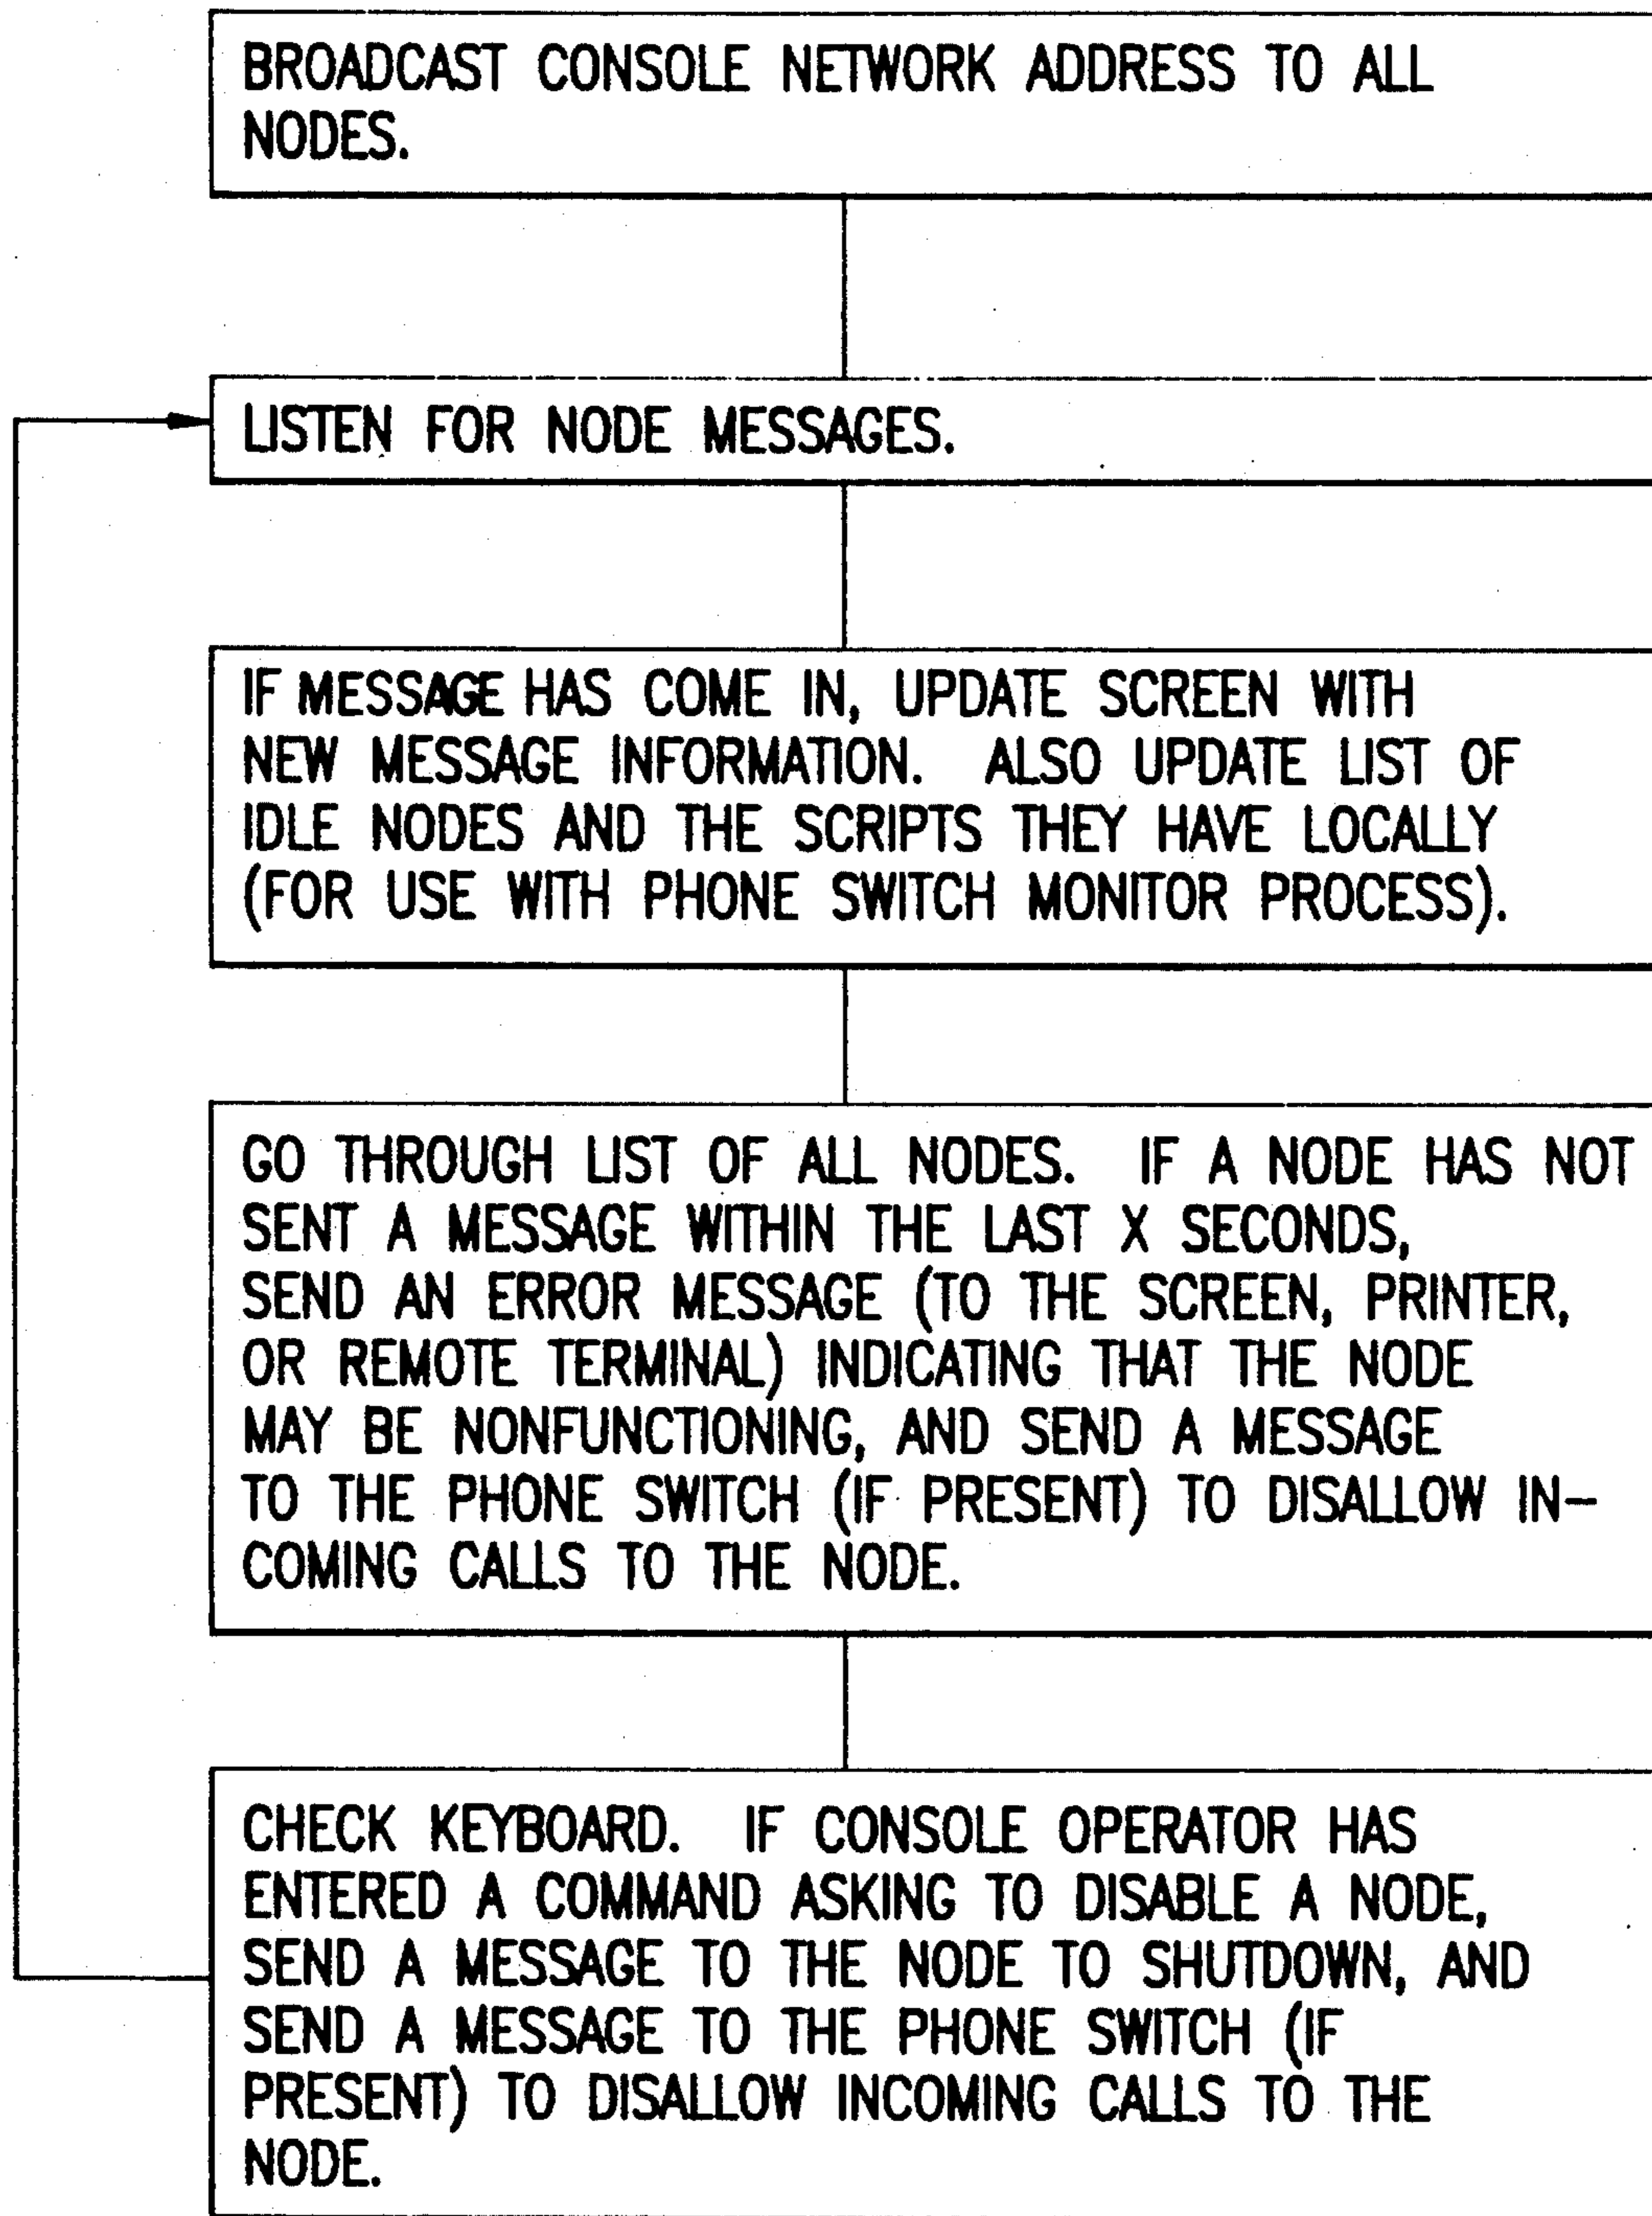 BROADCAST CONSOLE NETWORK ADDRESS TO ALL
NODES.
LISTEN FOR NODE MESSAGES.
IF MESSAGE HAS COME IN, UPDATE SCREEN WITH
NEW MESSAGE INFORMATION. ALSO UPDATE LIST OF
IDLE NODES AND THE SCRIPTS THEY HAVE LOCALLY
(FOR USE WITH PHONE SWITCH MONITOR PROCESS).
GO THROUGH LIST OF ALL NODES. IF A NODE HAS NOT
SENT A MESSAGE WITHIN THE LAST X SECONDS,
SEND AN ERROR MESSAGE (TO THE SCREEN, PRINTER,
OR REMOTE TERMINAL) INDICATING THAT THE NODE
MAY BE NONFUNCTIONING, AND SEND A MESSAGE
TO THE PHONE SWITCH (IF PRESENT) TO DISALLOW IN-
COMING CALLS TO THE NODE.
CHECK KEYBOARD. IF CONSOLE OPERATOR HAS
ENTERED A COMMAND ASKING TO DISABLE A NODE,
SEND A MESSAGE TO THE NODE TO SHUTDOWN, AND
SEND A MESSAGE TO THE PHONE SWITCH (IF
PRESENT) TO DISALLOW INCOMING CALLS TO THE
NODE.